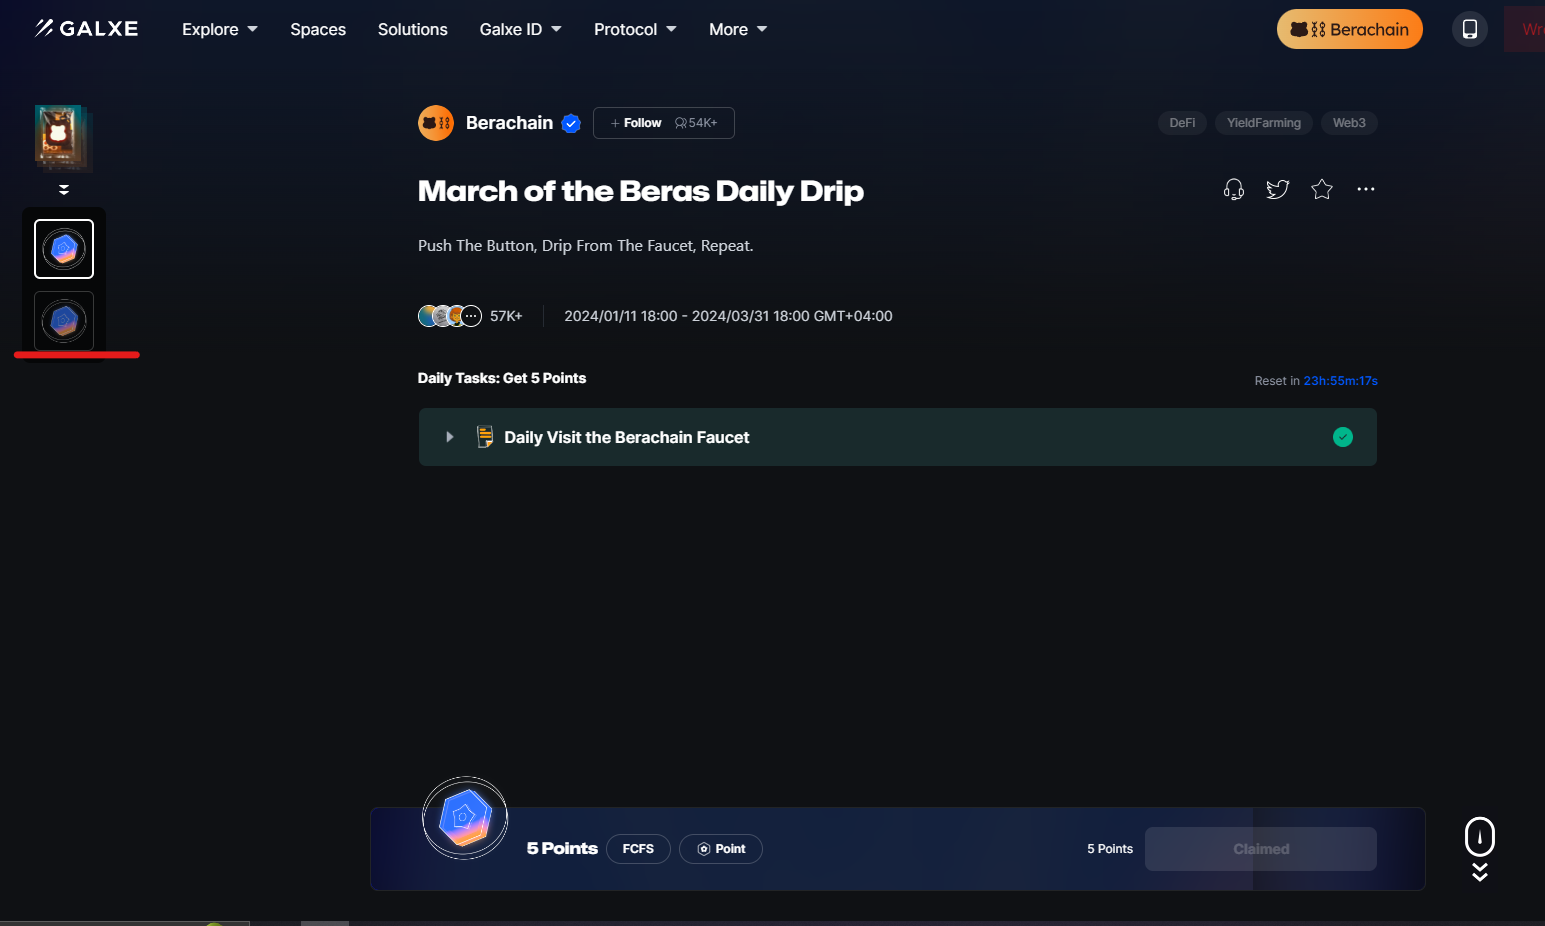 GALXE
Explore
Spaces
Solutions
Galxe ID
Protocol
More
Berachain
Berachain
+ Follow 54K+
DeFi
YieldFarming
Web3
March of the Beras Daily Drip
Push The Button, Drip From The Faucet, Repeat.
57K+
2024/01/11 18:00 - 2024/03/31 18:00 GMT+04:00
Daily Tasks: Get 5 Points
Reset in 23h:55m:17s
Daily Visit the Berachain Faucet
5 Points
FCFS
Point
5 Points
Claimed